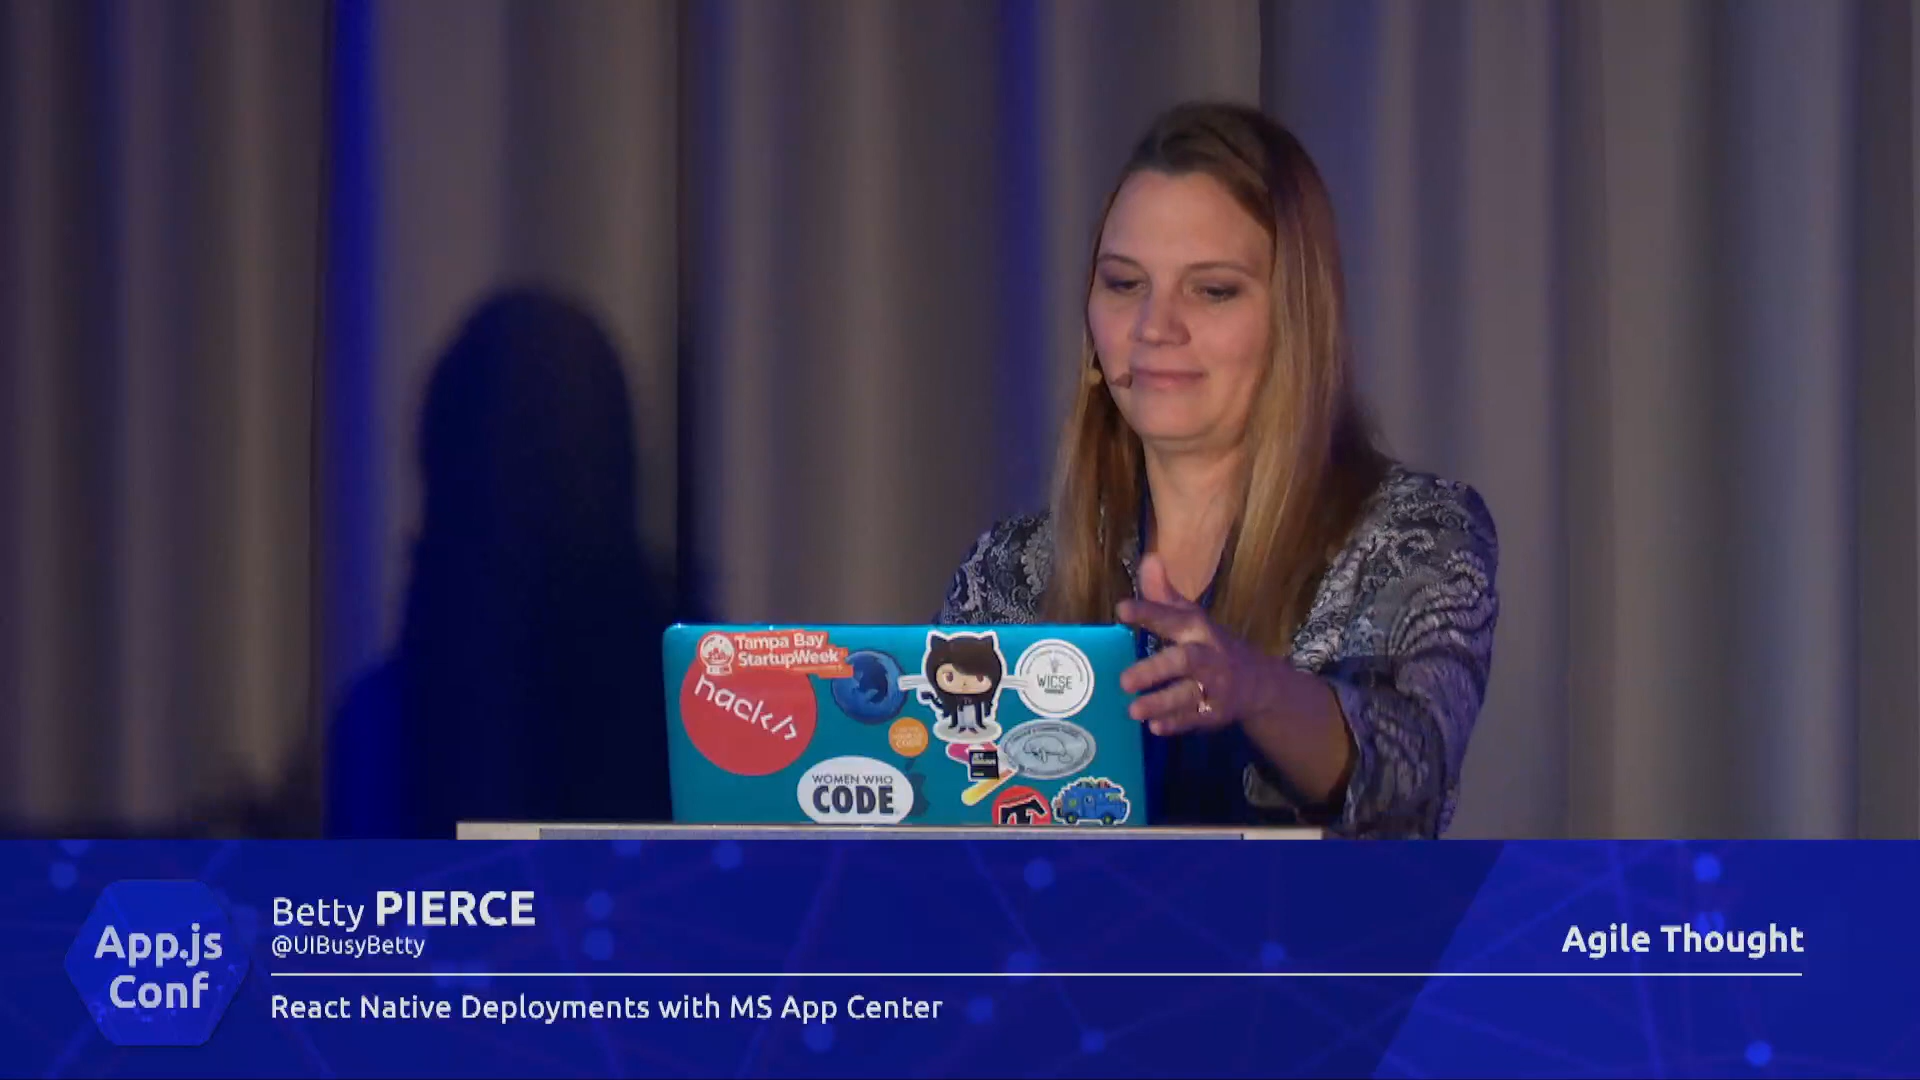 Tampa Bay
StartupWeek
hack/>
WICSE
WOMEN WHO
CODE
Betty PIERCE
@UIBusyBetty
Agile Thought
App.js
Conf
React Native Deployments with MS App Center